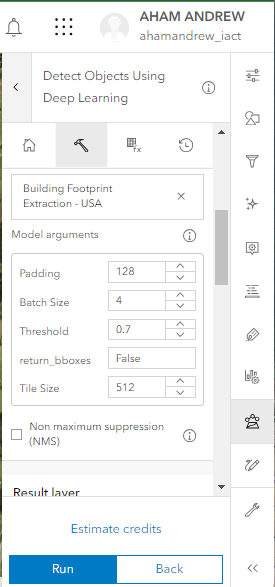 AHAM ANDREW
ahamandrew_iact
Detect Objects Using
Deep Learning
Building Footprint
Extraction - USA
Model arguments
Padding 128
Batch Size 4
Threshold 0.7
return_bboxes False
Tile Size 512
Non maximum suppression
(NMS)
Result layer
Estimate credits
Run Back